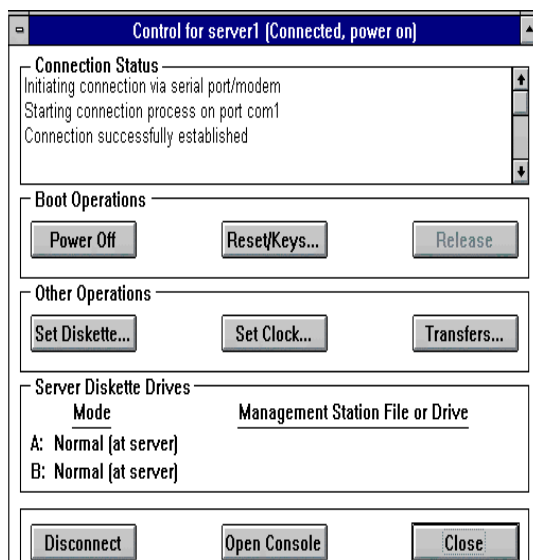 Control for server1 (Connected, power on)
Connection Status
Initiating connection via serial port/modem
Starting connection process on port com1
Connection successfully established
Boot Operations
Power Off Reset/Keys... Release
Other Operations
Set Diskette... Set Clock... Transfers...
Server Diskette Drives
Mode Management Station File or Drive
A: Normal (at server)
B: Normal (at server)
Disconnect Open Console Close